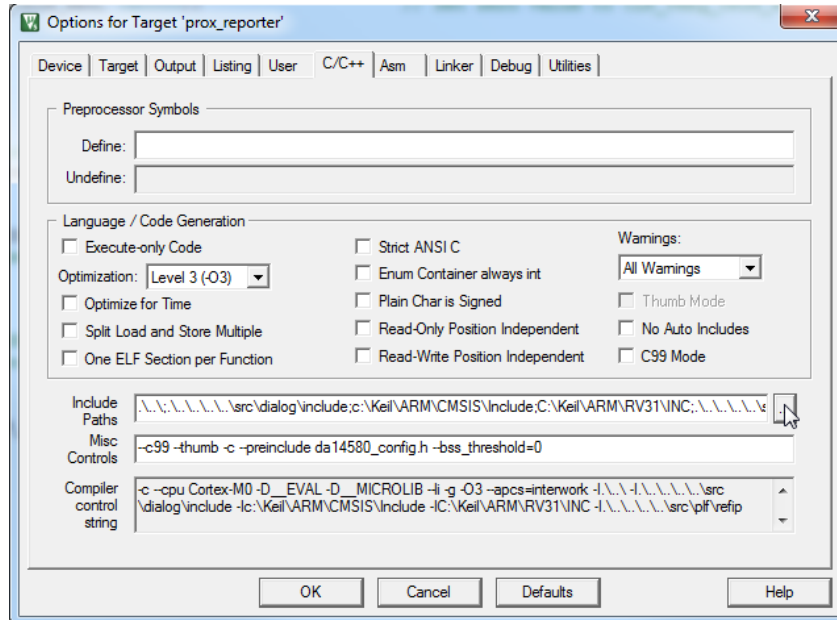 Options for Target 'prox_reporter'
Device Target Output Listing User C/C++ Asm Linker Debug Utilities
Preprocessor Symbols
Define:
Undefine:
Language / Code Generation
Execute-only Code
Optimization: Level 3 (-O3)
Optimize for Time
Split Load and Store Multiple
One ELF Section per Function
Strict ANSI C
Enum Container always int
Plain Char is Signed
Read-Only Position Independent
Read-Write Position Independent
Warnings:
All Warnings
Thumb Mode
No Auto Includes
C99 Mode
Include
Paths
.\..\;.\..\..\..\..\src\dialog\include;c:\Keil\ARM\CMSIS\Include;C:\Keil\ARM\RV31\INC;.\..\..\..\..\s
Misc
Controls
--c99 --thumb -c --preinclude da14580_config.h --bss_threshold=0
Compiler
control
string
-c --cpu Cortex-M0 -D__EVAL -D__MICROLIB --li -g -O3 --apcs=interwork -I.\..\ -I.\..\..\..\..\src
\dialog\include -Ic:\Keil\ARM\CMSIS\Include -IC:\Keil\ARM\RV31\INC -I.\..\..\..\..\src\plf\refip
OK Cancel Defaults Help